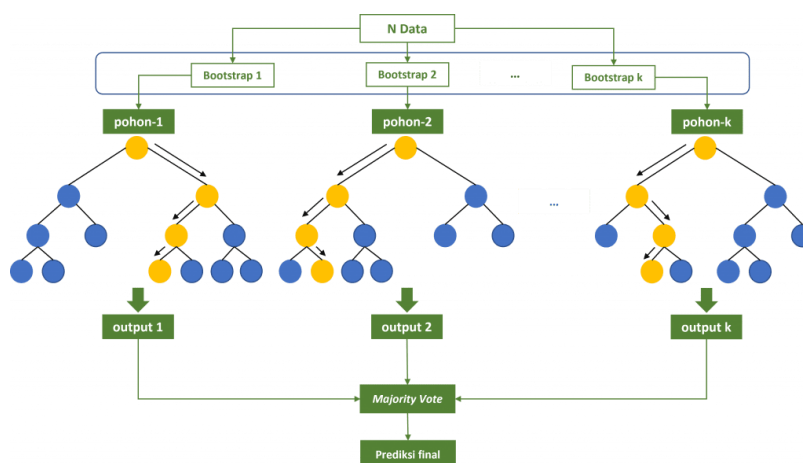 N Data
Bootstrap 1
Bootstrap 2
...
Bootstrap k
pohon-1
pohon-2
pohon-k
...
output 1
output 2
output k
Majority Vote
Prediksi final